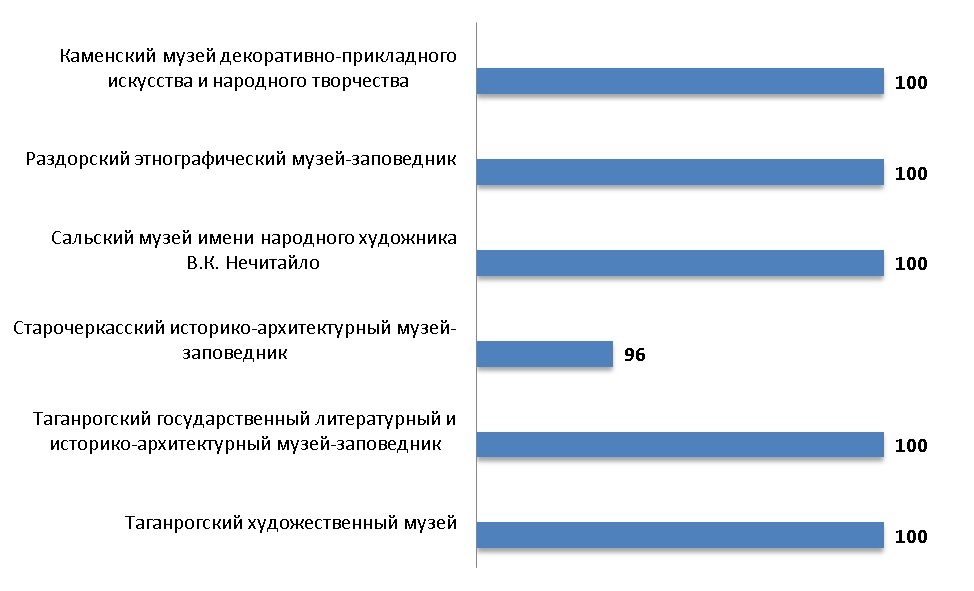 Каменский музей декоративно-прикладного
искусства и народного творчества
100
Раздорский этнографический музей-заповедник
100
Сальский музей имени народного художника
В.К. Нечитайло
100
Старочеркасский историко-архитектурный музей-
заповедник
96
Таганрогский государственный литературный и
историко-архитектурный музей-заповедник
100
Таганрогский художественный музей
100